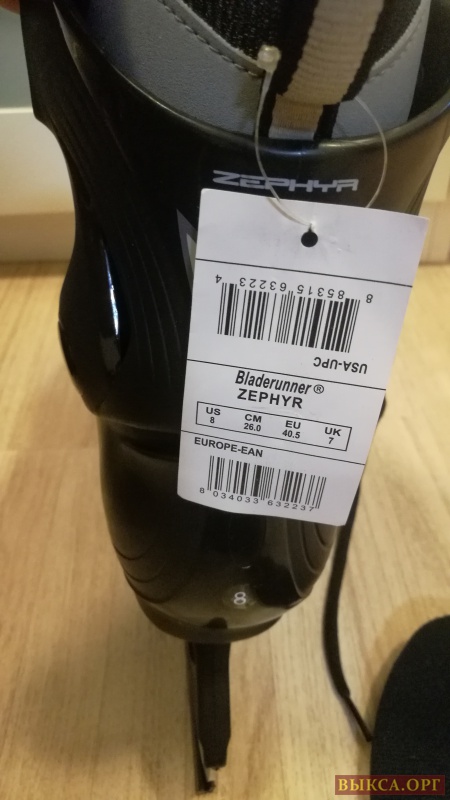 ZEPHYR
8 85315 63223 4
USA-UPC
Bladerunner®
ZEPHYR
US CM EU UK
8 26.0 40.5 7
EUROPE-EAN
8 034033 632237
8
ВЫКСА.ОРГ